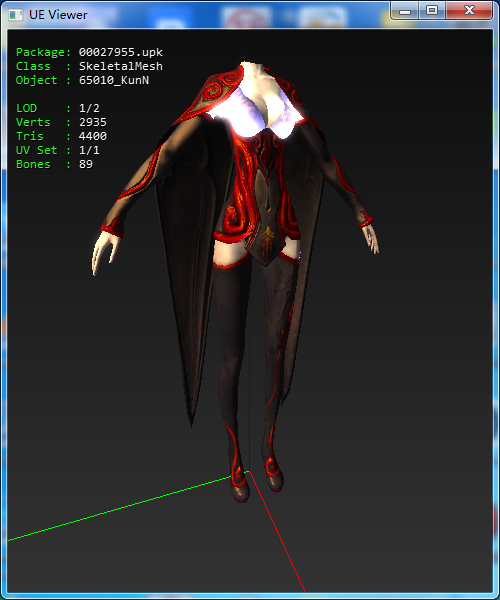 UE Viewer
Package: 00027955.upk
Class : SkeletalMesh
Object : 65010_KunN
LOD : 1/2
Verts : 2935
Tris : 4400
UV Set : 1/1
Bones : 89